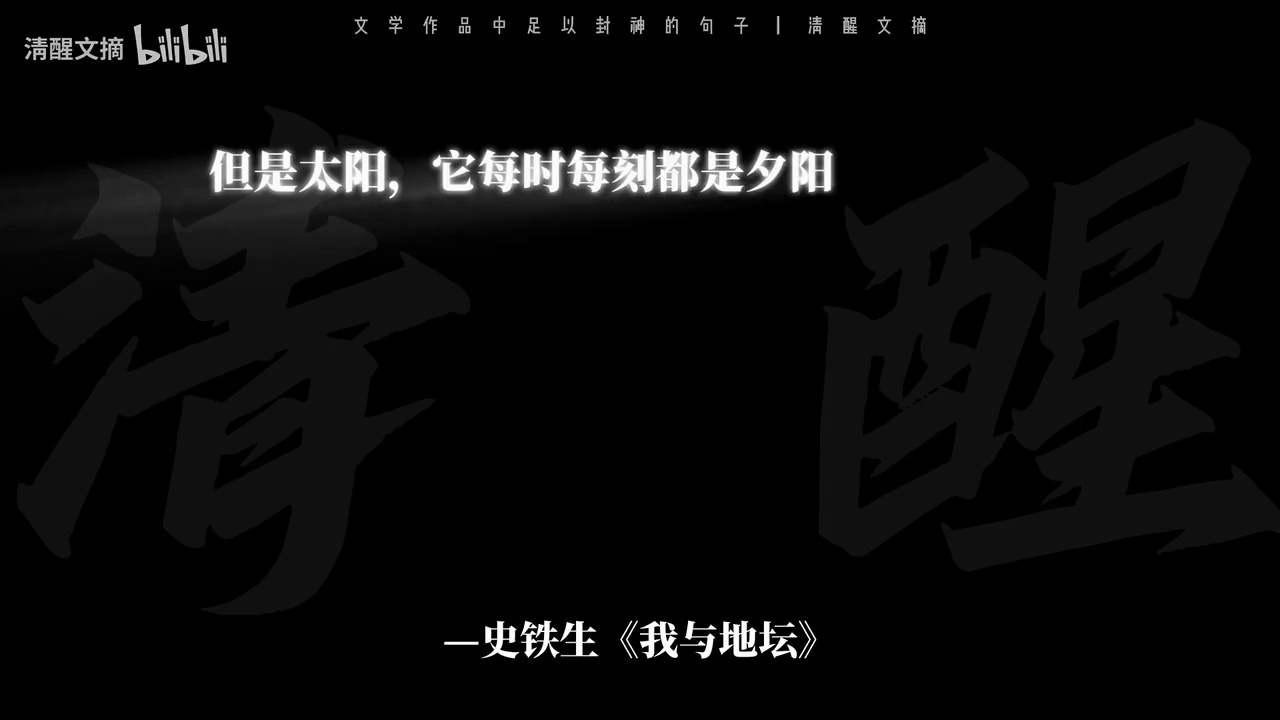 文学作品中足以封神的句子 | 清醒文摘
清醒文摘 bilibili
但是太阳，它每时每刻都是夕阳
清醒
—史铁生《我与地坛》